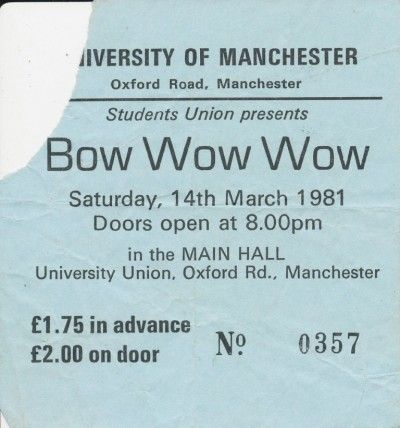 NIVERSITY OF MANCHESTER
Oxford Road, Manchester
Students Union presents
Bow Wow Wow
Saturday, 14th March 1981
Doors open at 8.00pm
in the MAIN HALL
University Union, Oxford Rd., Manchester
£1.75 in advance
£2.00 on door
No. 0357